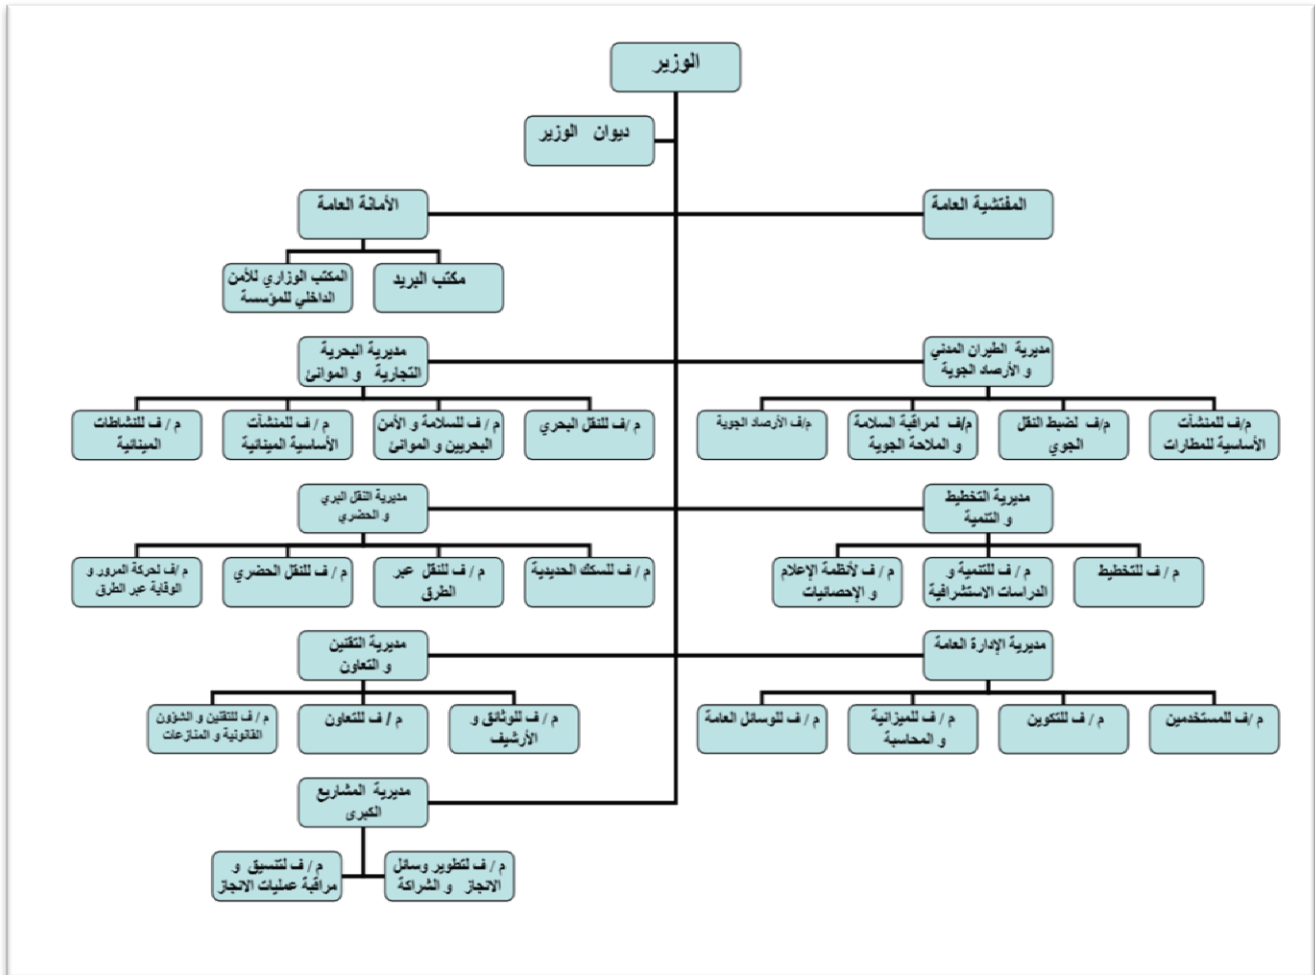 الوزير
ديوان الوزير
المفتشية العامة
الأمانة العامة
مكتب البريد
المكتب الوزاري للأمن
الداخلي للمؤسسة
مديرية الطيران المدني
و الأرصاد الجوية
مديرية البحرية
التجارية و الموانئ
م/ف للمنشآت
الأساسية للمطارات
م/ف لضبط النقل
الجوي
م/ف لمراقبة السلامة
و الملاحة الجوية
م/ف الأرصاد الجوية
م /ف للنقل البحري
م / ف للسلامة و الأمن
البحريين و الموانئ
م / ف للمنشآت
الأساسية المينائية
م / ف للنشاطات
المينائية
مديرية التخطيط
و التنمية
مديرية النقل البري
و الحضري
م / ف للتخطيط
م / ف للتنمية و
الدراسات الاستشرافية
م / ف لأنظمة الإعلام
و الإحصائيات
م / ف للسكك الحديدية
م / ف للنقل عبر
الطرق
م / ف للنقل الحضري
م /ف لحركة المرور و
الوقاية عبر الطرق
مديرية الإدارة العامة
مديرية التقنين
و التعاون
م /ف للمستخدمين
م / ف للتكوين
م / ف للميزانية
و المحاسبة
م / ف للوسائل العامة
م / ف للوثائق و
الأرشيف
م / ف للتعاون
م / ف للتقنين و الشؤون
القانونية و المنازعات
مديرية المشاريع
الكبرى
م / ف لتطوير وسائل
الانجاز و الشراكة
م / ف لتنسيق و
مراقبة عمليات الانجاز